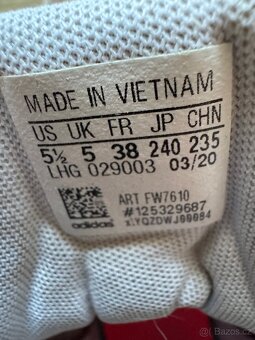 MADE IN VIETNAM
US UK FR JP CHN
5½ 5 38 240 235
LHG 029003 03/20
ART FW7610
#125329687
adidas